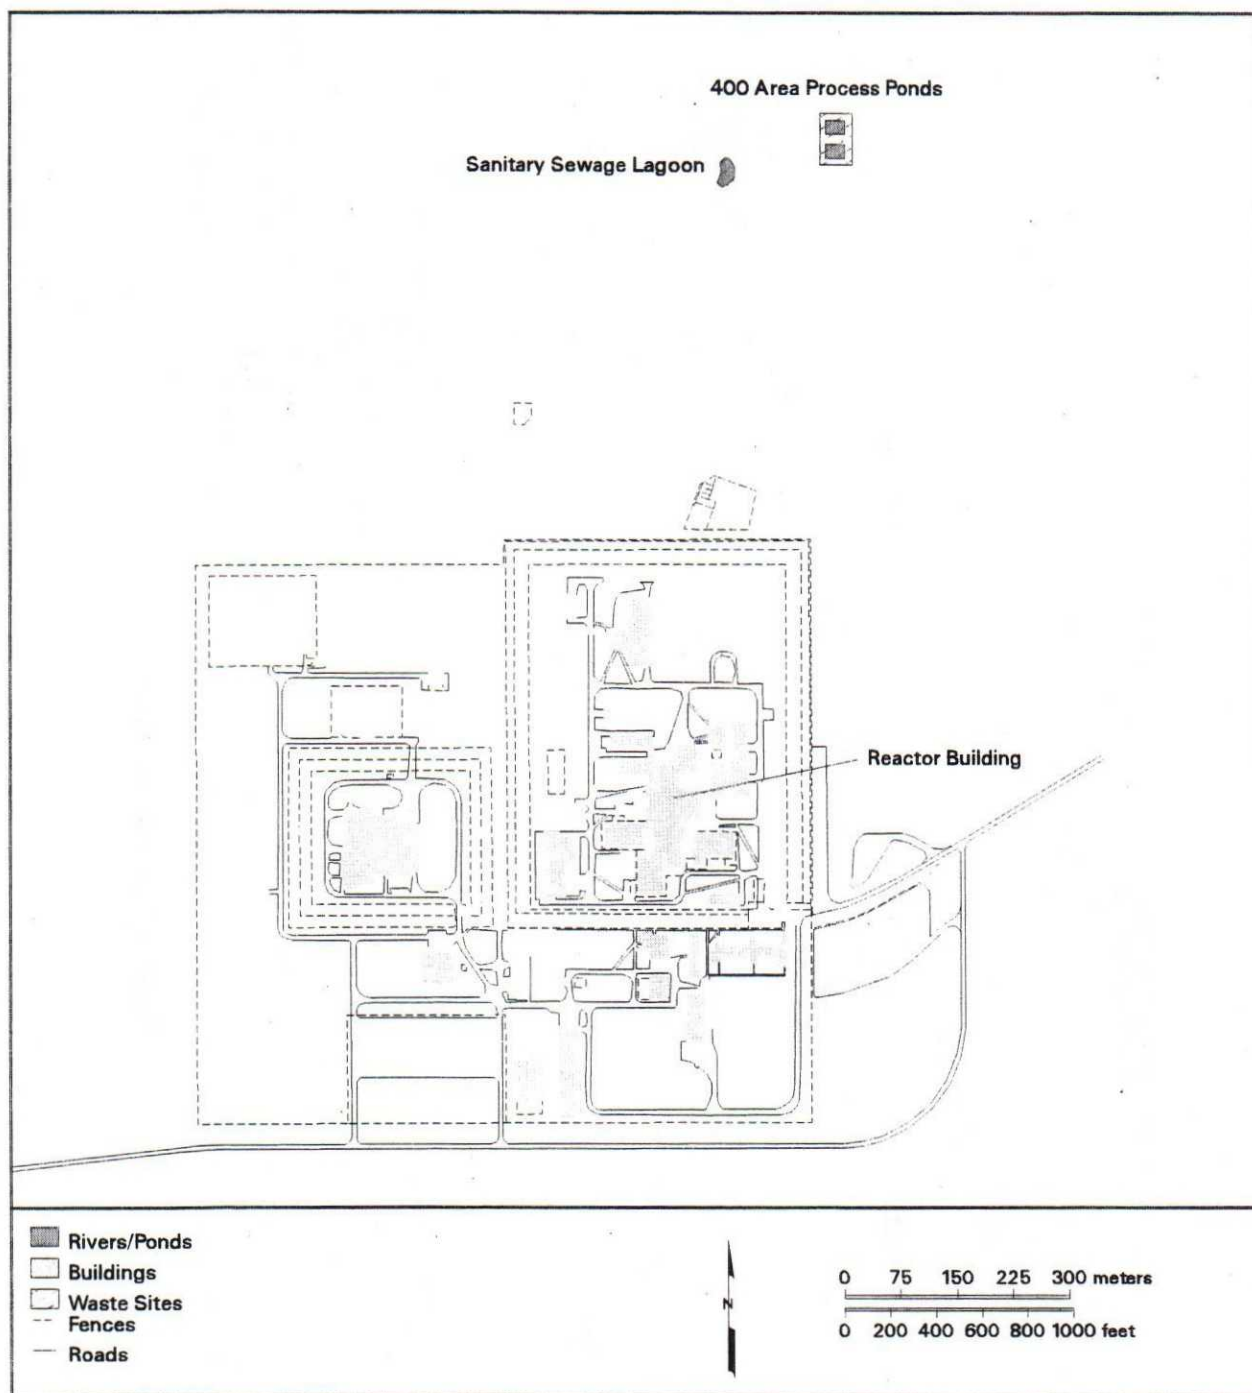 400 Area Process Ponds
Sanitary Sewage Lagoon
Reactor Building
Rivers/Ponds
Buildings
Waste Sites
Fences
Roads
N
0 75 150 225 300 meters
0 200 400 600 800 1000 feet